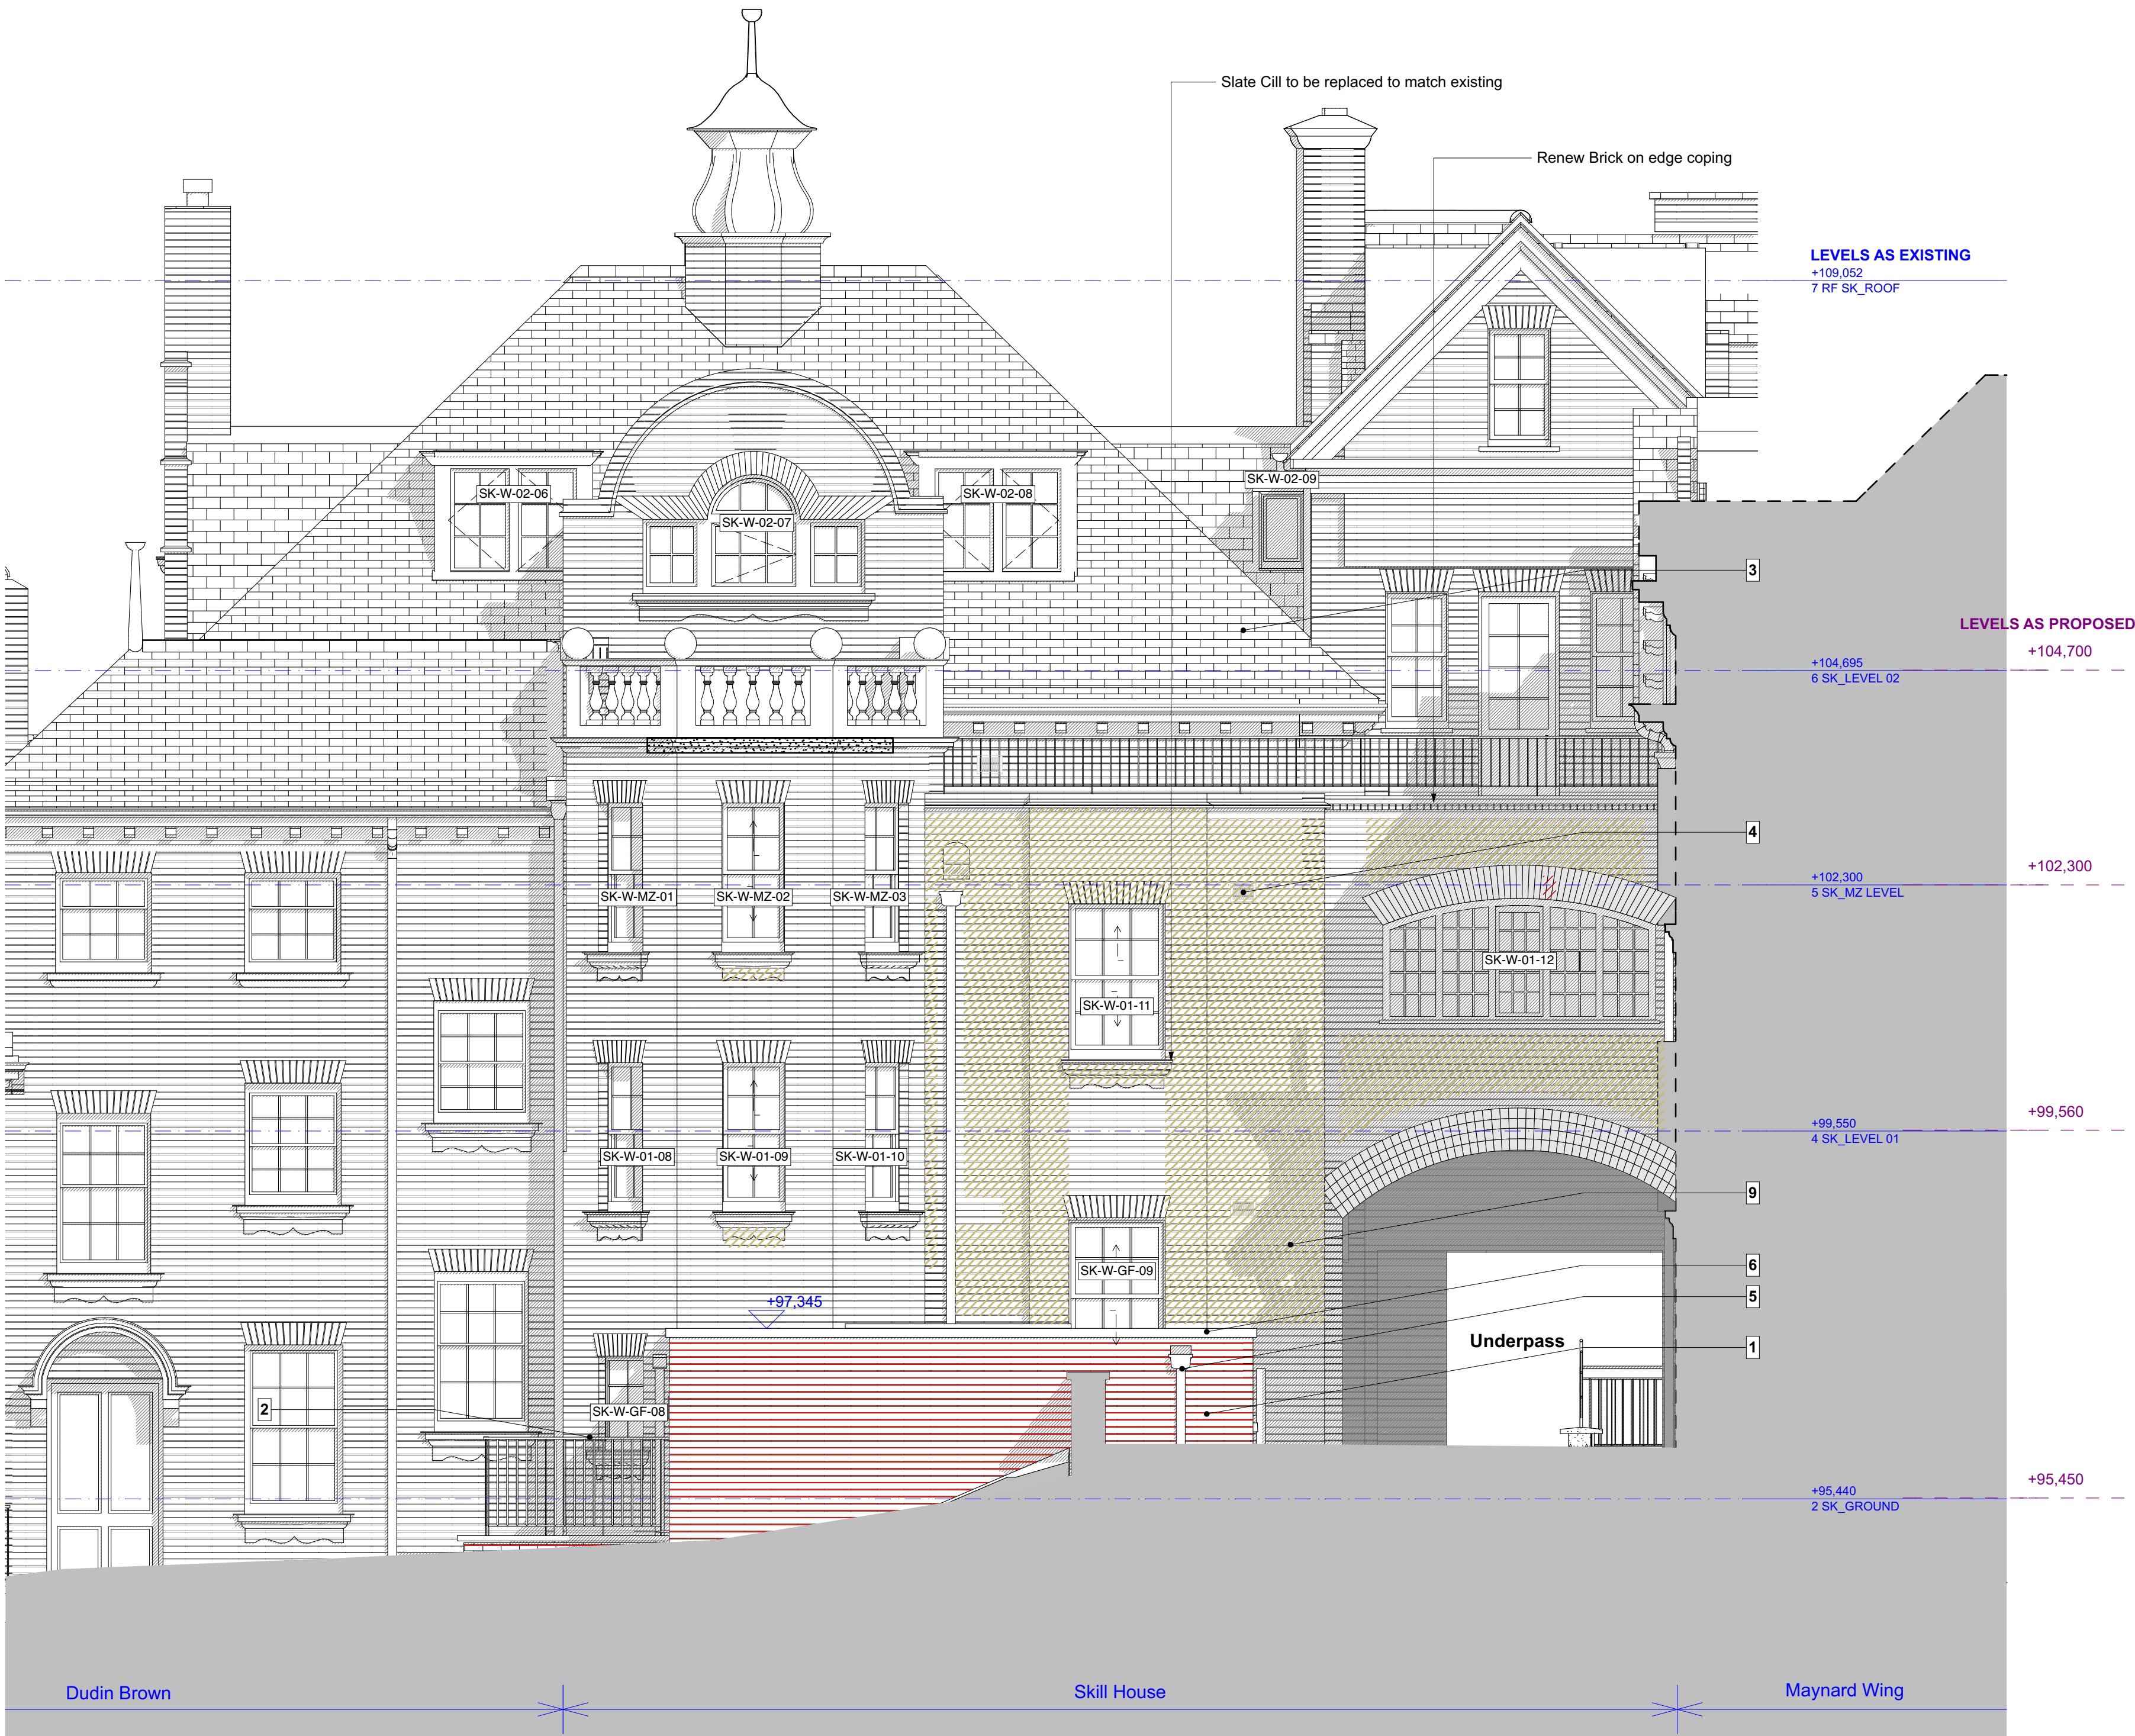 Slate Cill to be replaced to match existing
Renew Brick on edge coping
LEVELS AS EXISTING
+109,052
7 RF SK_ROOF
SK-W-02-06
SK-W-02-07
SK-W-02-08
SK-W-02-09
3
LEVELS AS PROPOSED
+104,700
+104,695
6 SK_LEVEL 02
4
+102,300
+102,300
5 SK_MZ LEVEL
SK-W-MZ-01
SK-W-MZ-02
SK-W-MZ-03
SK-W-01-12
SK-W-01-11
+99,560
+99,550
4 SK_LEVEL 01
SK-W-01-08
SK-W-01-09
SK-W-01-10
9
6
5
SK-W-GF-09
+97,345
Underpass
1
2
SK-W-GF-08
+95,450
+95,440
2 SK_GROUND
Dudin Brown
Skill House
Maynard Wing